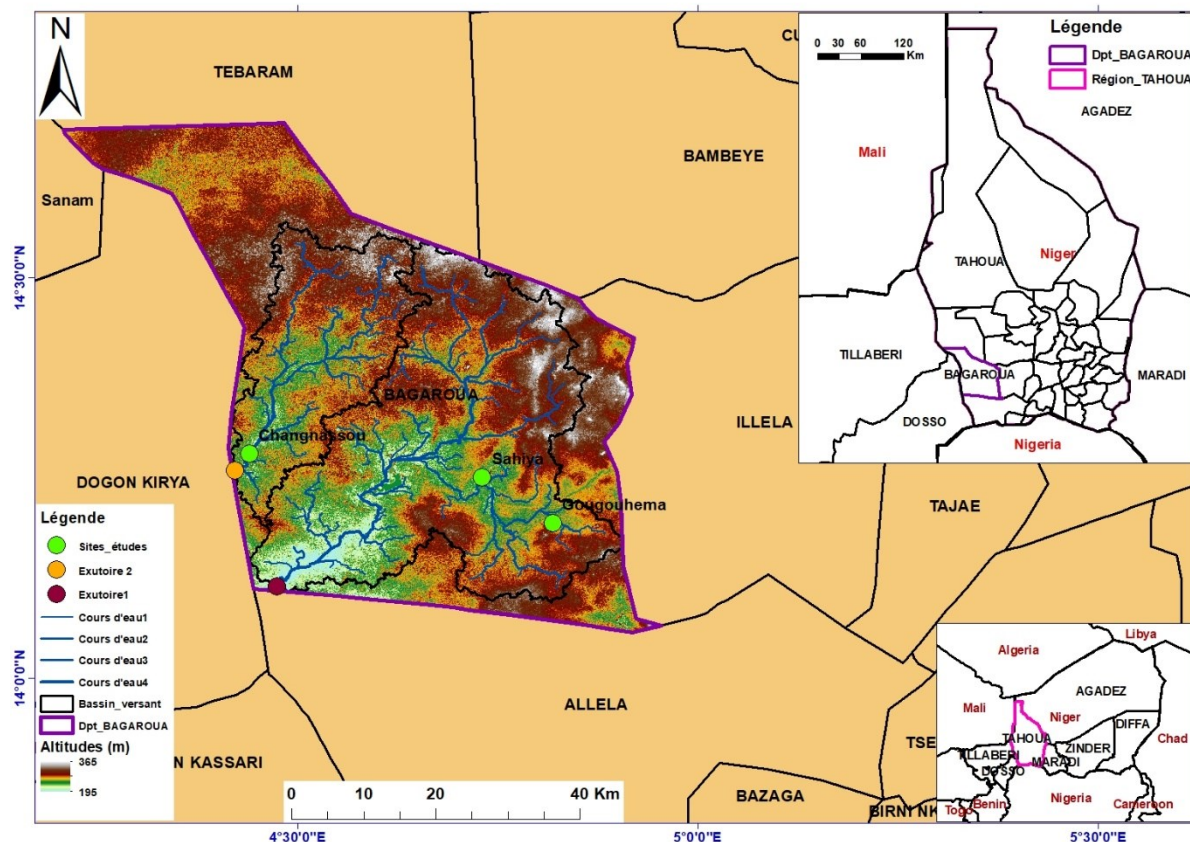 N
TEBARAM
CU
BAMBEYE
Sanam
BAGAROUA
Changnassou
Sahiya
Gougouhema
DOGON KIRYA
ILLELA
TAJAE
ALLELA
TSE
N KASSARI
BAZAGA
BIRNI NK
14°30'0"N
14°0'0"N
4°30'0"E
5°0'0"E
5°30'0"E
Légende
Sites_études
Exutoire 2
Exutoire1
Cours d'eau1
Cours d'eau2
Cours d'eau3
Cours d'eau4
Bassin_versant
Dpt_BAGAROUA
Altitudes (m)
365
195
0 10 20 40 Km
0 30 60 120
Km
Légende
Dpt_BAGAROUA
Région_TAHOUA
AGADEZ
Mali
TAHOUA
Niger
TILLABERI
BAGAROUA
MARADI
DOSSO
Nigeria
Libya
Algeria
AGADEZ
Mali
Niger
DIFFA
TAHOUA
Chad
ZINDER
TILLABERI
MARADI
DOSSO
Benin
Nigeria
Togo
Cameroon